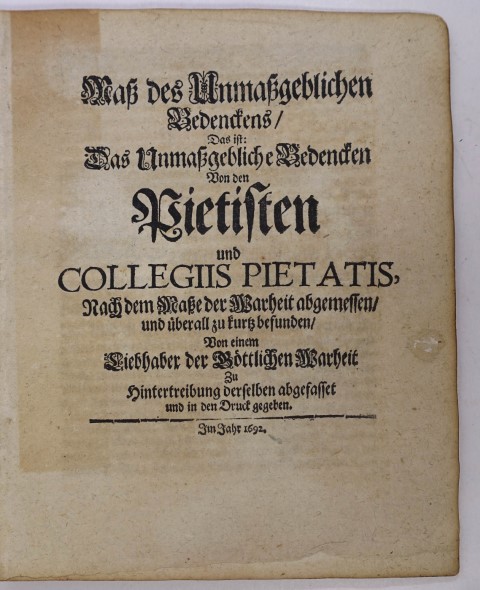 Maß des Unmaßgeblichen
Bedenckens/
Das ist:
Das Unmaßgebliche Bedencken
Von den
Pietisten
und
COLLEGIIS PIETATIS,
Nach dem Maße der Warheit abgemessen/
und überall zu kurtz befunden/
Von einem
Liebhaber der Göttlichen Warheit
Zu
Hintertreibung derselben abgefasset
und in den Druck gegeben.
Im Jahr 1692.